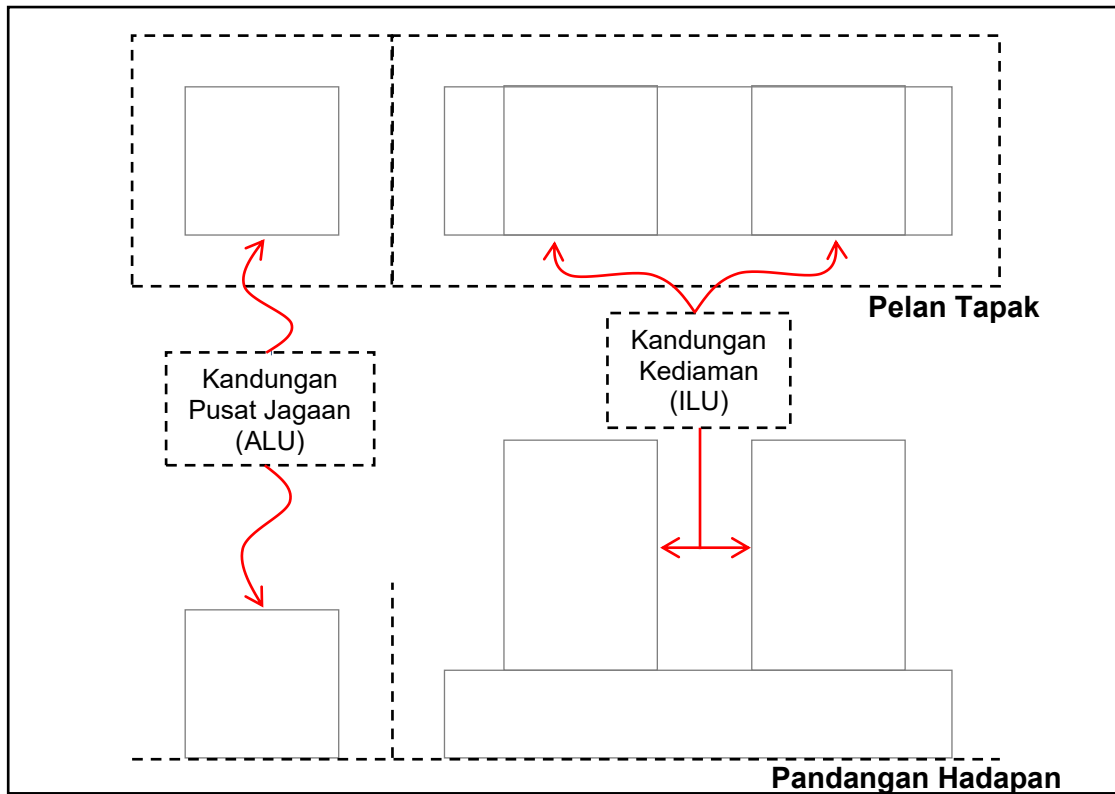 Pelan Tapak
Kandungan
Kediaman
(ILU)
Kandungan
Pusat Jagaan
(ALU)
Pandangan Hadapan